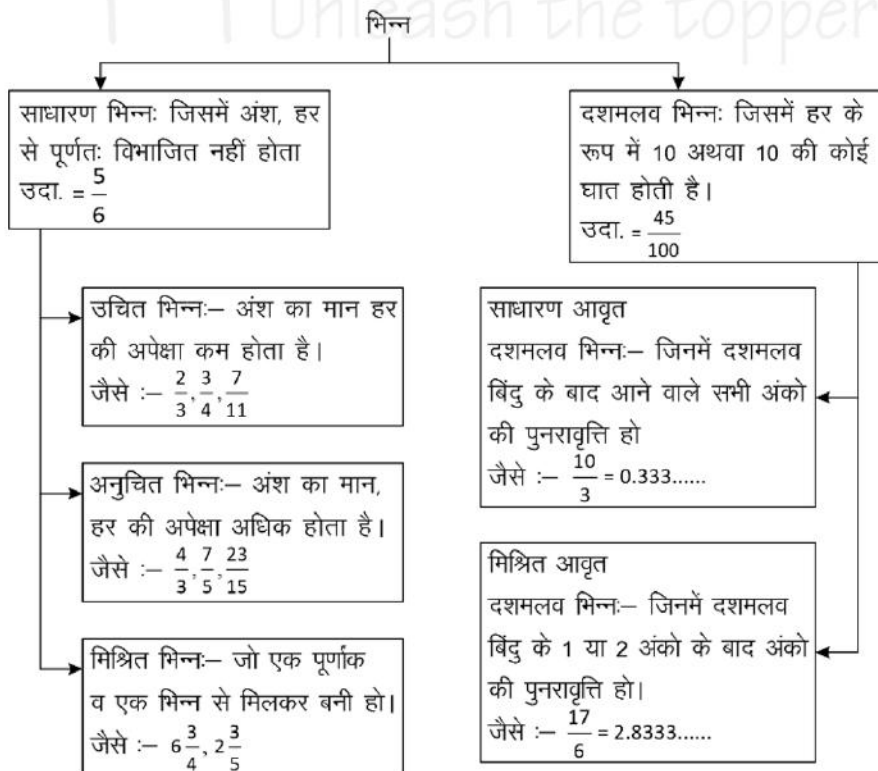 Unleash the topper
भिन्न
साधारण भिन्नः जिसमें अंश, हर
से पूर्णतः विभाजित नहीं होता
उदा. = 5/6
दशमलव भिन्नः जिसमें हर के
रूप में 10 अथवा 10 की कोई
घात होती है।
उदा. = 45/100
उचित भिन्नः– अंश का मान हर
की अपेक्षा कम होता है।
जैसे :– 2/3, 3/4, 7/11
अनुचित भिन्नः– अंश का मान,
हर की अपेक्षा अधिक होता है।
जैसे :– 4/3, 7/5, 23/15
मिश्रित भिन्नः– जो एक पूर्णांक
व एक भिन्न से मिलकर बनी हो।
जैसे :– 6 3/4, 2 3/5
साधारण आवृत
दशमलव भिन्नः– जिनमें दशमलव
बिंदु के बाद आने वाले सभी अंको
की पुनरावृत्ति हो
जैसे :– 10/3 = 0.333......
मिश्रित आवृत
दशमलव भिन्नः– जिनमें दशमलव
बिंदु के 1 या 2 अंको के बाद अंको
की पुनरावृत्ति हो।
जैसे :– 17/6 = 2.8333......